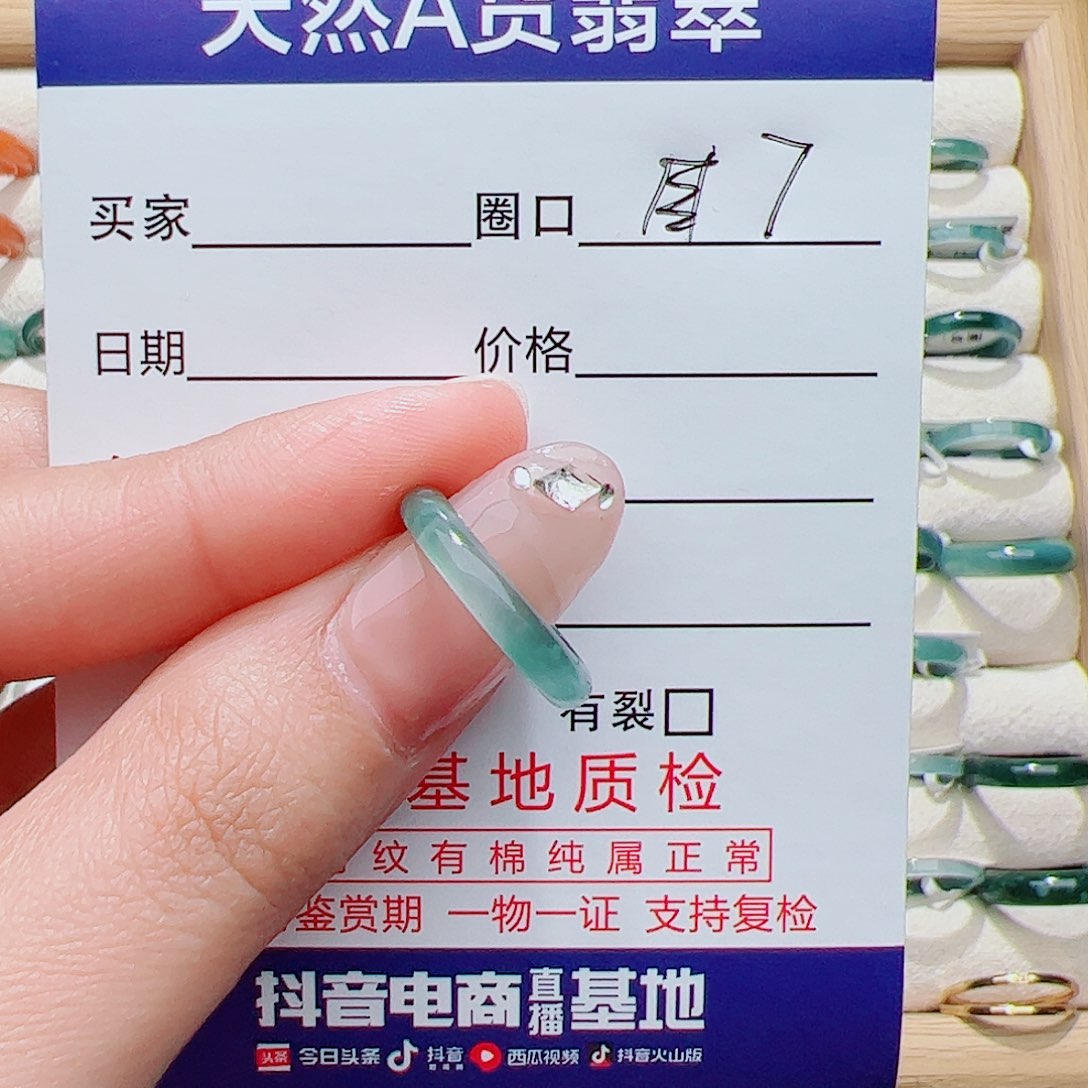 天然A货翡翠
买家 圈口 7
日期 价格
有裂
基地质检
纹有棉纯属正常
鉴赏期 一物一证 支持复检
抖音电商直播基地
头条 今日头条 抖音 西瓜视频 抖音火山版